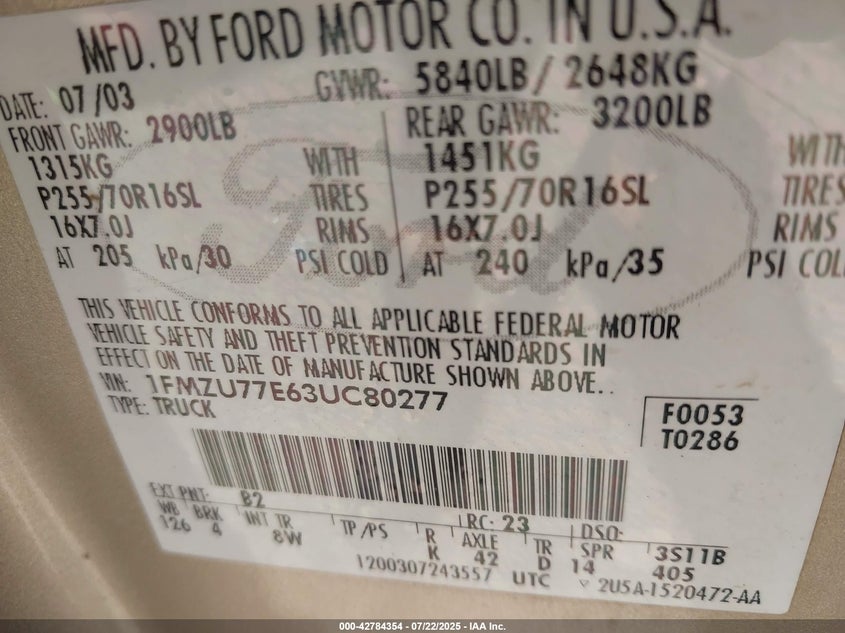 MFD. BY FORD MOTOR CO. IN U.S.A.
DATE: 07/03 GVWR: 5840LB/ 2648KG
FRONT GAWR: 2900LB REAR GAWR: 3200LB
1315KG WITH 1451KG WITH
P255/70R16SL TIRES P255/70R16SL TIRES
16X7.0J RIMS 16X7.0J RIMS
AT 205 kPa/30 PSI COLD AT 240 kPa/35 PSI COL
Ford
THIS VEHICLE CONFORMS TO ALL APPLICABLE FEDERAL MOTOR
VEHICLE SAFETY AND THEFT PREVENTION STANDARDS IN
EFFECT ON THE DATE OF MANUFACTURE SHOWN ABOVE..
VIN: 1FMZU77E63UC80277
TYPE: TRUCK
F0053
T0286
EXT PNT: B2 RC: 23 DSO:
WB BRK INT TR TP/PS R AXLE TR SPR 3S11B
126 4 8W K 42 D 14 405
1200307243557 UTC 2U5A-1520472-AA
000-42784354 - 07/22/2025 - IAA Inc.